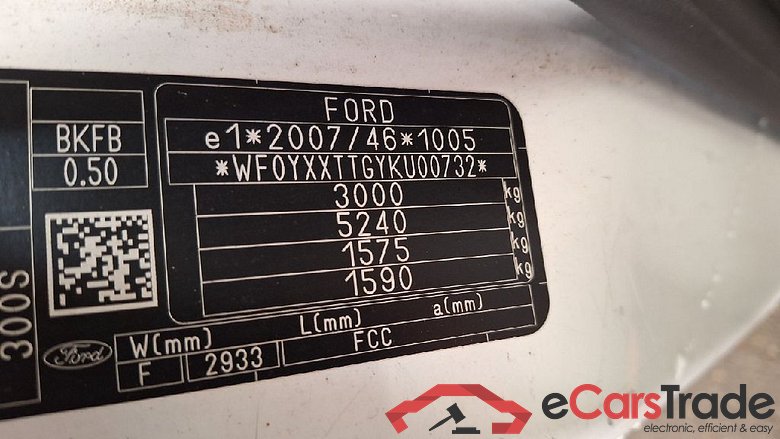 FORD
e1*2007/46*1005
*WF0YXXTTGYKU00732*
3000 kg
5240 kg
1575 kg
1590 kg
BKFB
0.50
300S
Ford
W(mm) L(mm) a(mm)
F 2933 FCC
eCarsTrade
electronic, efficient & easy